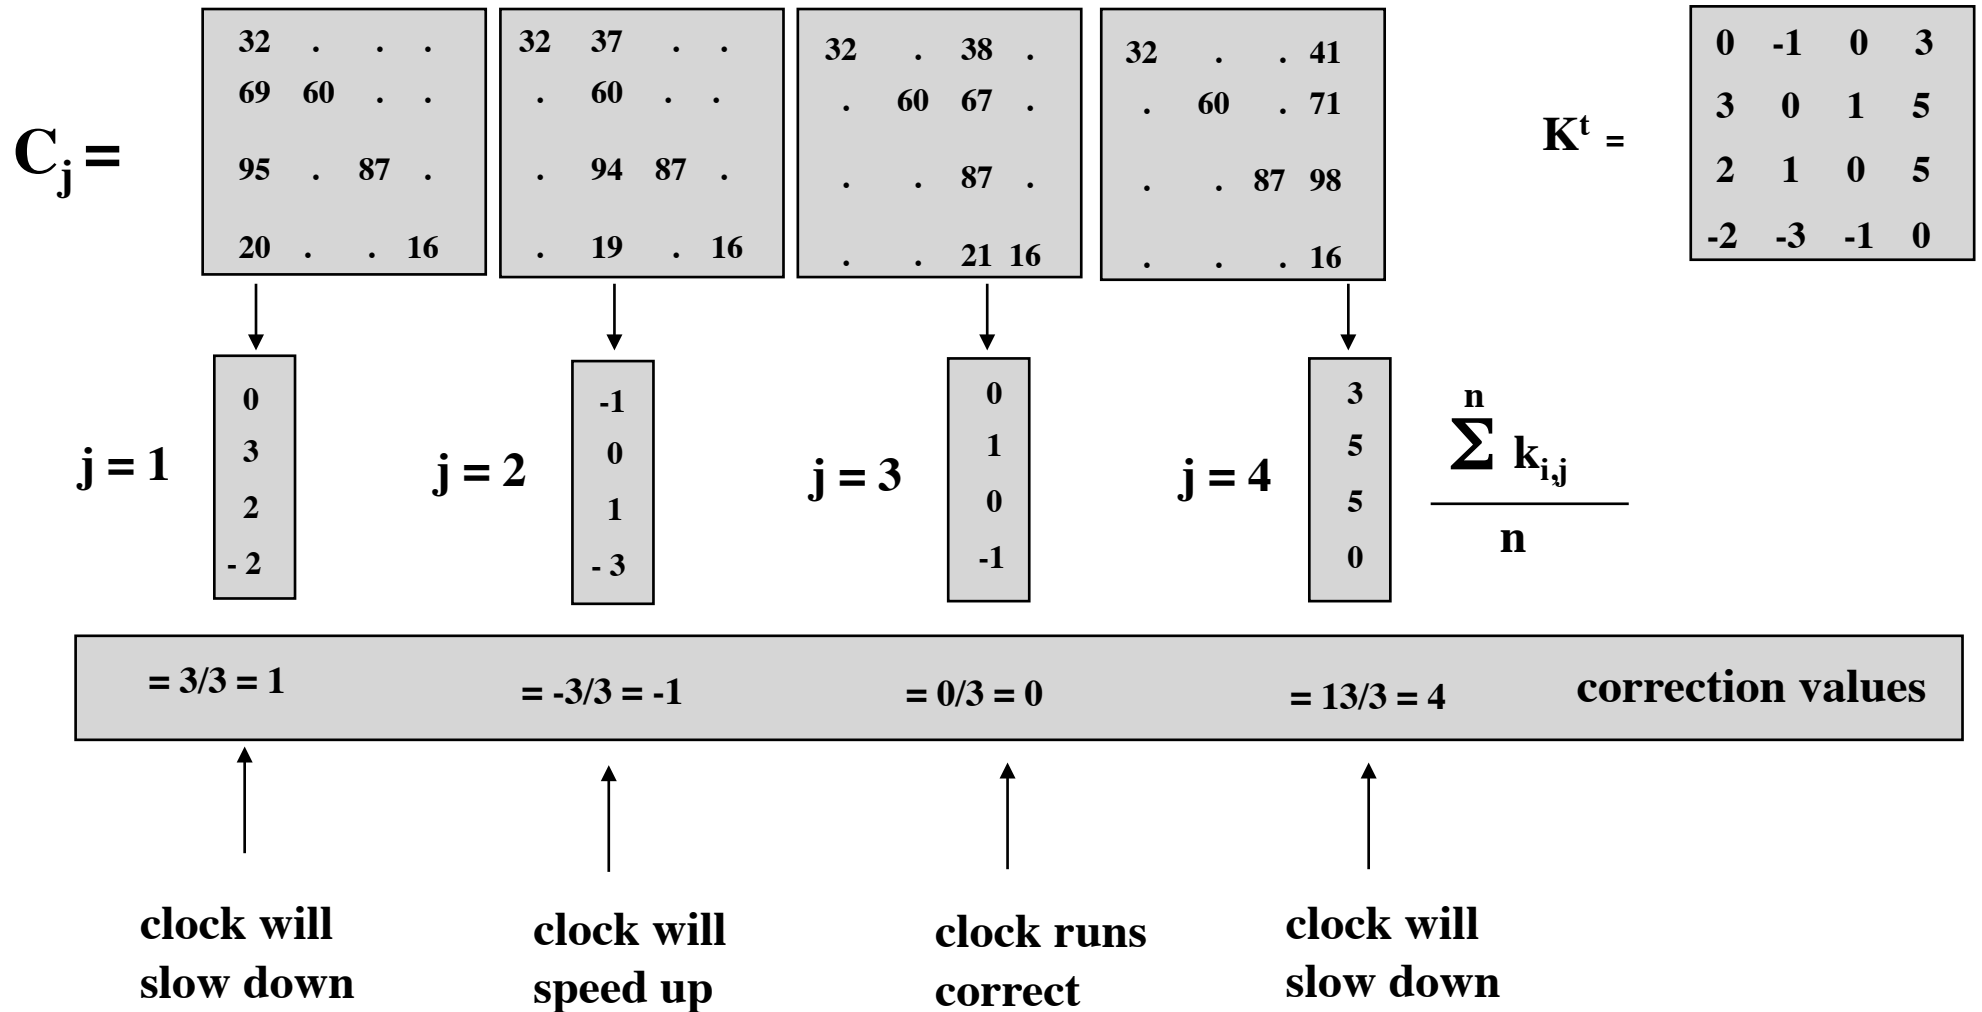 C_j =
32 . . .
69 60 . .
95 . 87 .
20 . . 16
32 37 . .
. 60 . .
. 94 87 .
. 19 . 16
32 . 38 .
. 60 67 .
. . 87 .
. . 21 16
32 . . 41
. 60 . 71
. . 87 98
. . . 16
K^t =
0 -1 0 3
3 0 1 5
2 1 0 5
-2 -3 -1 0
j = 1
0
3
2
- 2
j = 2
-1
0
1
- 3
j = 3
0
1
0
-1
j = 4
3
5
5
0
n
Σ k_i,j
n
= 3/3 = 1
= -3/3 = -1
= 0/3 = 0
= 13/3 = 4
correction values
clock will
slow down
clock will
speed up
clock runs
correct
clock will
slow down